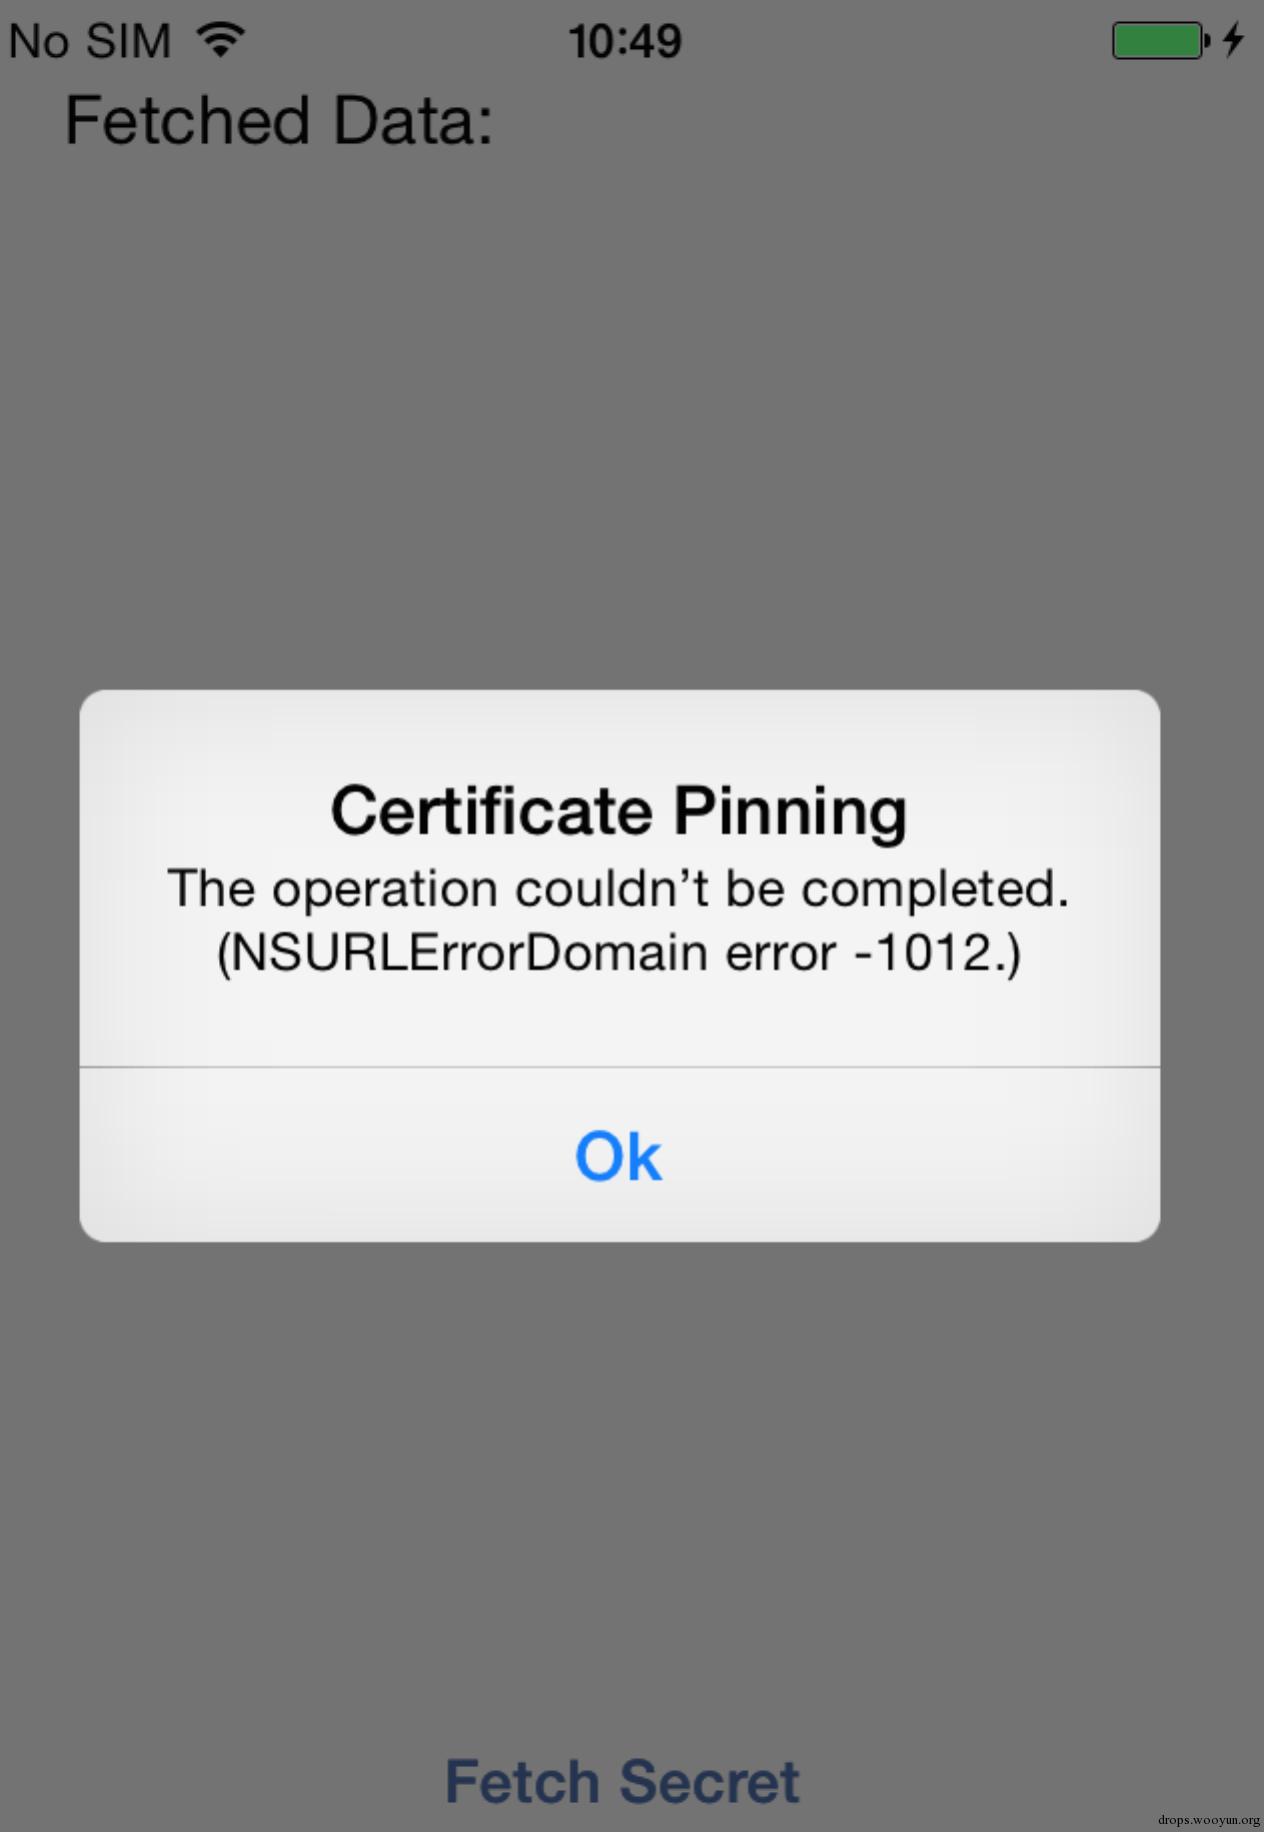 No SIM 10:49
Fetched Data:
Certificate Pinning
The operation couldn’t be completed.
(NSURLErrorDomain error -1012.)
Ok
Fetch Secret
drops.wooyun.org